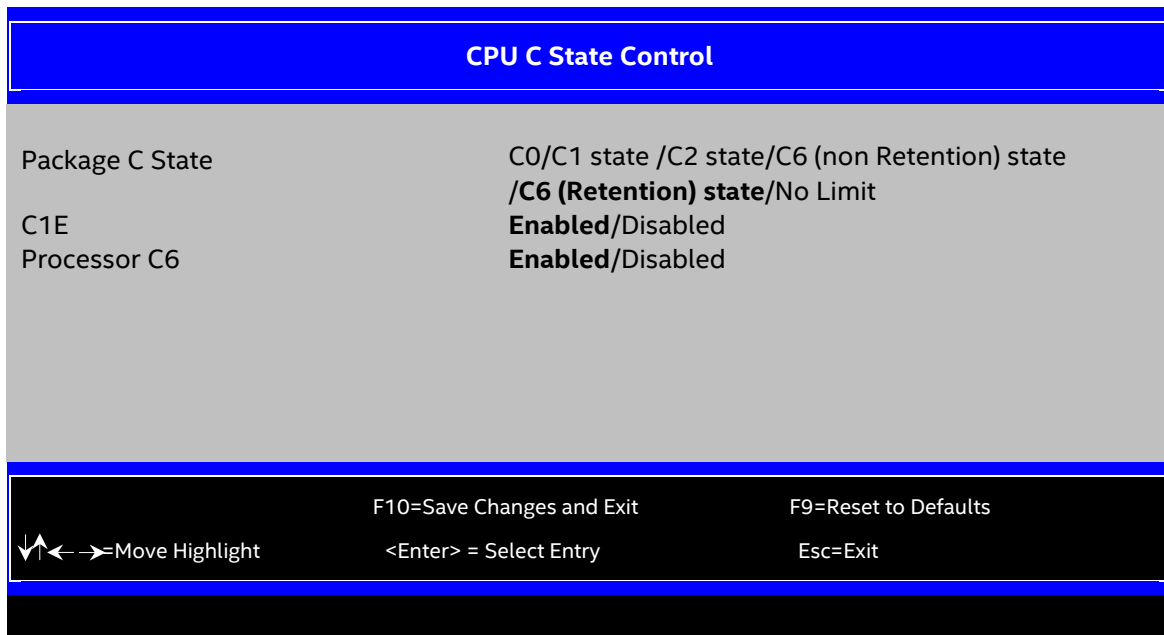 CPU C State Control
Package C State
C0/C1 state /C2 state/C6 (non Retention) state
/C6 (Retention) state/No Limit
C1E
Enabled/Disabled
Processor C6
Enabled/Disabled
F10=Save Changes and Exit
F9=Reset to Defaults
↓↑←→=Move Highlight
<Enter> = Select Entry
Esc=Exit